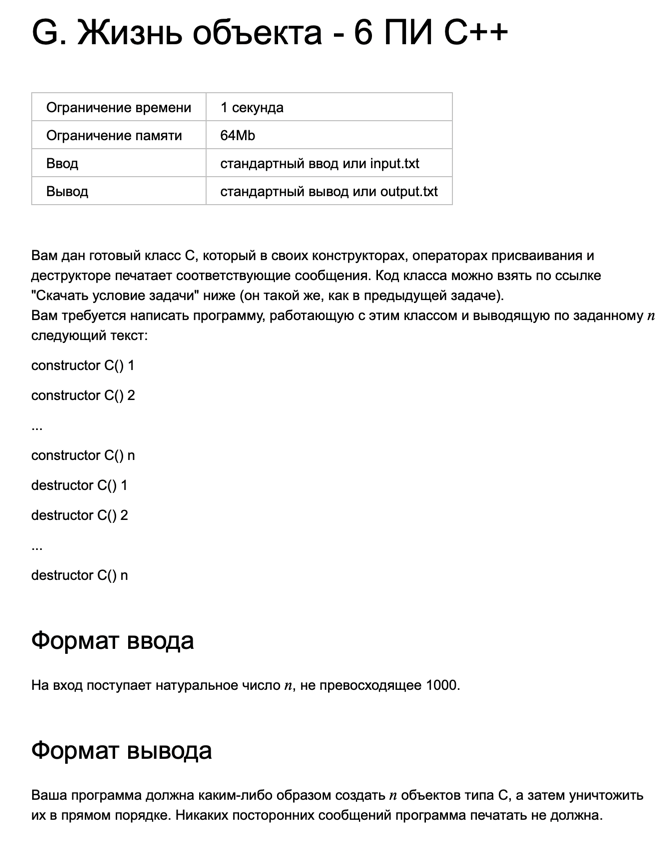 G. Жизнь объекта - 6 ПИ C++
Ограничение времени 1 секунда
Ограничение памяти 64Mb
Ввод стандартный ввод или input.txt
Вывод стандартный вывод или output.txt
Вам дан готовый класс C, который в своих конструкторах, операторах присваивания и
деструкторе печатает соответствующие сообщения. Код класса можно взять по ссылке
"Скачать условие задачи" ниже (он такой же, как в предыдущей задаче).
Вам требуется написать программу, работающую с этим классом и выводящую по заданному n
следующий текст:
constructor C() 1
constructor C() 2
...
constructor C() n
destructor C() 1
destructor C() 2
...
destructor C() n
Формат ввода
На вход поступает натуральное число n, не превосходящее 1000.
Формат вывода
Ваша программа должна каким-либо образом создать n объектов типа C, а затем уничтожить
их в прямом порядке. Никаких посторонних сообщений программа печатать не должна.